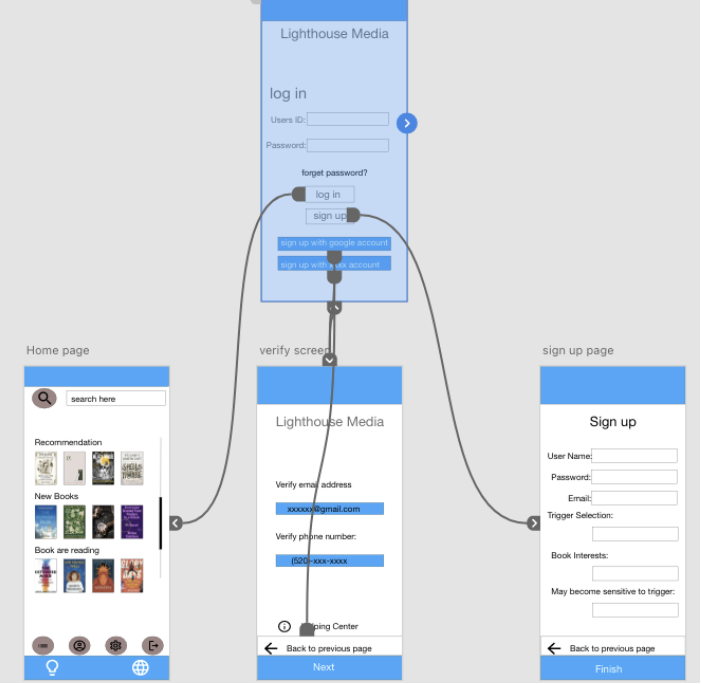 Lighthouse Media
log in
Users ID:
Password:
forget password?
log in
sign up
sign up with google account
sign up with account
Home page
search here
Recommendation
New Books
Book are reading
verify screen
Lighthouse Media
Verify email address
xxxxxx@gmail.com
Verify phone number:
(520-xxx-xxxx
Center
Back to previous page
Next
sign up page
Sign up
User Name:
Password:
Email:
Trigger Selection:
Book Interests:
May become sensitive to trigger:
Back to previous page
Finish